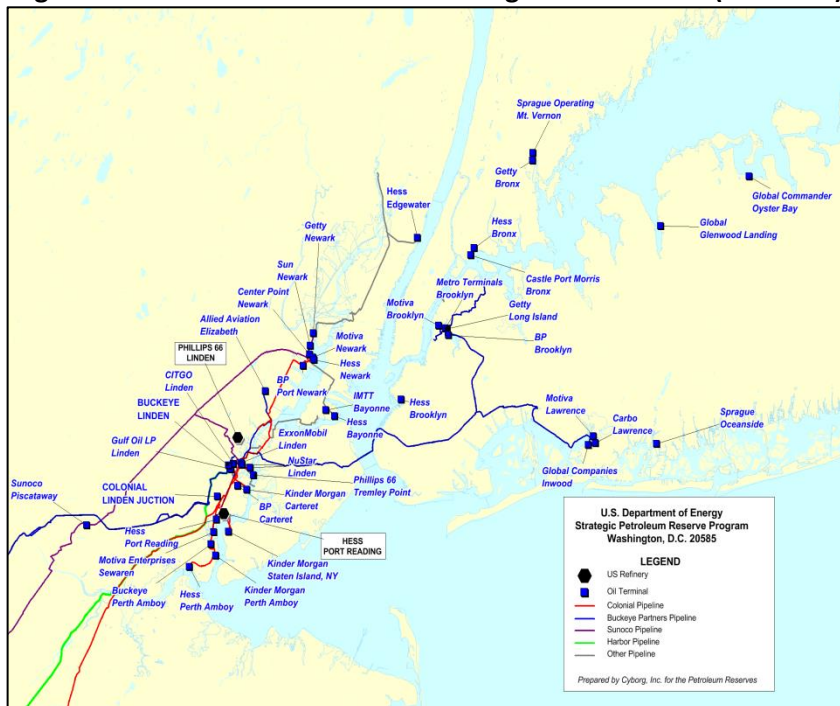 Sprague Operating
Mt. Vernon
Getty
Bronx
Global Commander
Oyster Bay
Global
Glenwood Landing
Hess
Edgewater
Hess
Bronx
Castle Port Morris
Bronx
Getty
Newark
Sun
Newark
Center Point
Newark
Metro Terminals
Brooklyn
Getty
Long Island
Motiva
Brooklyn
BP
Brooklyn
Allied Aviation
Elizabeth
PHILLIPS 66
LINDEN
Motiva
Newark
Hess
Newark
CITGO
Linden
BP
Port Newark
BUCKEYE
LINDEN
IMTT
Bayonne
Hess
Bayonne
Hess
Brooklyn
Motiva
Lawrence
Carbo
Lawrence
Sprague
Oceanside
Global Companies
Inwood
Gulf Oil LP
Linden
ExxonMobil
Linden
NuStar
Linden
Phillips 66
Tremley Point
Sunoco
Piscataway
COLONIAL
LINDEN JUCTION
Kinder Morgan
Carteret
BP
Carteret
Hess
Port Reading
HESS
PORT READING
Motiva Enterprises
Sewaren
Kinder Morgan
Staten Island, NY
Buckeye
Perth Amboy
Hess
Perth Amboy
Kinder Morgan
Perth Amboy
U.S. Department of Energy
Strategic Petroleum Reserve Program
Washington, D.C. 20585
LEGEND
US Refinery
Oil Terminal
Colonial Pipeline
Buckeye Partners Pipeline
Sunoco Pipeline
Harbor Pipeline
Other Pipeline
Prepared by Cyborg, Inc. for the Petroleum Reserves